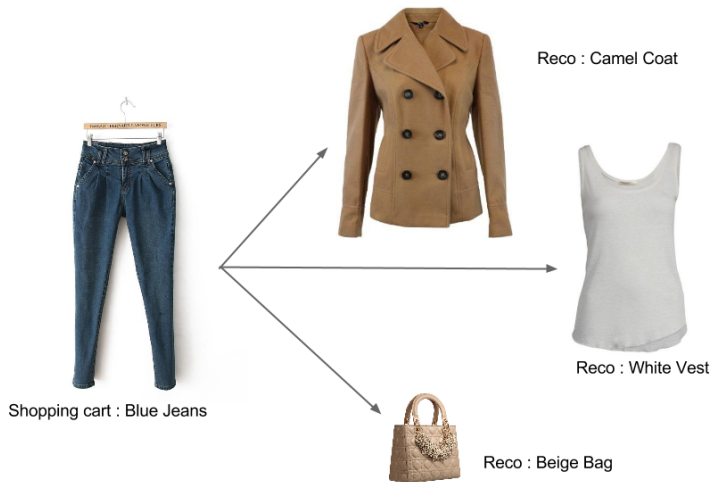 Reco : Camel Coat
Reco : White Vest
Shopping cart : Blue Jeans
Reco : Beige Bag